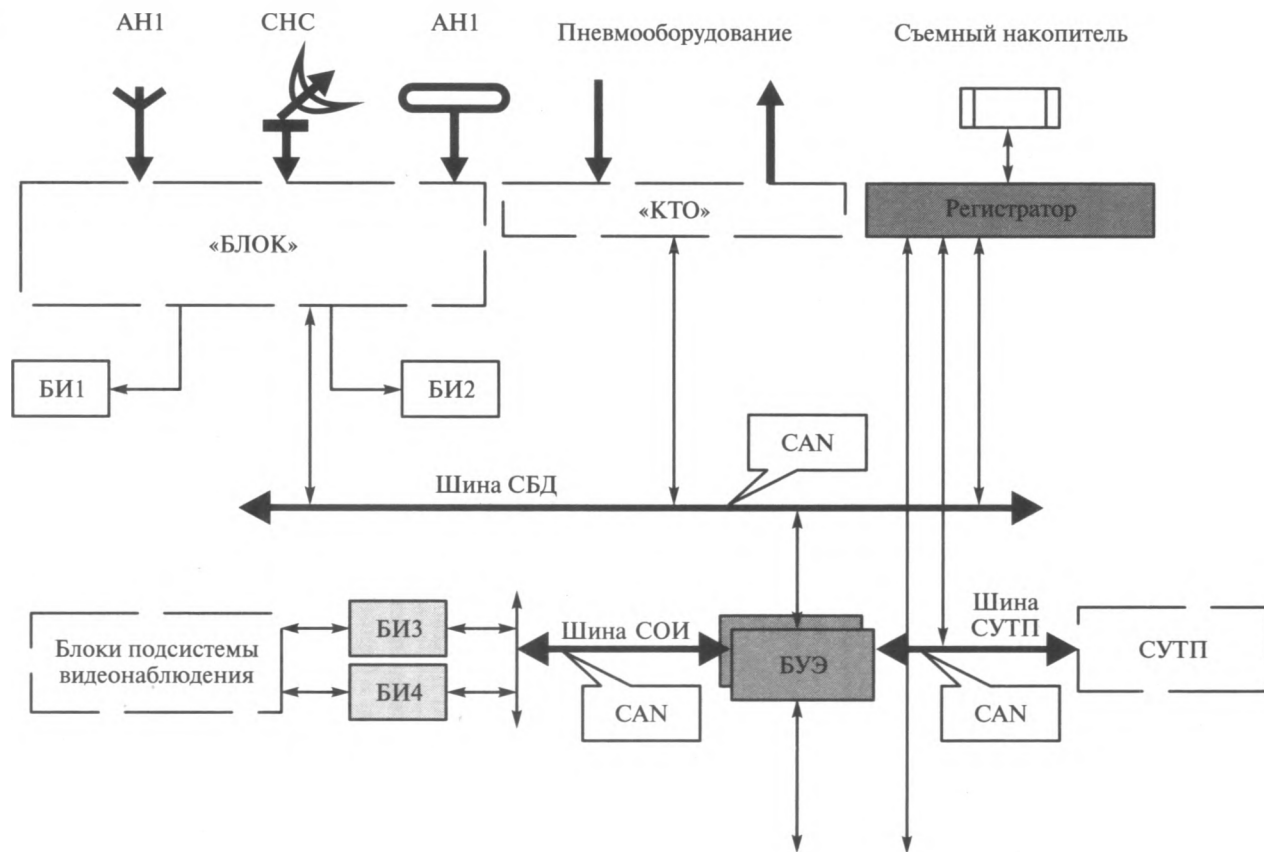 АН1
СНС
АН1
Пневмооборудование
Съемный накопитель
«БЛОК»
«КТО»
Регистратор
БИ1
БИ2
CAN
Шина СБД
Блоки подсистемы
видеонаблюдения
БИ3
БИ4
Шина СОИ
CAN
БУЭ
Шина
СУТП
CAN
СУТП